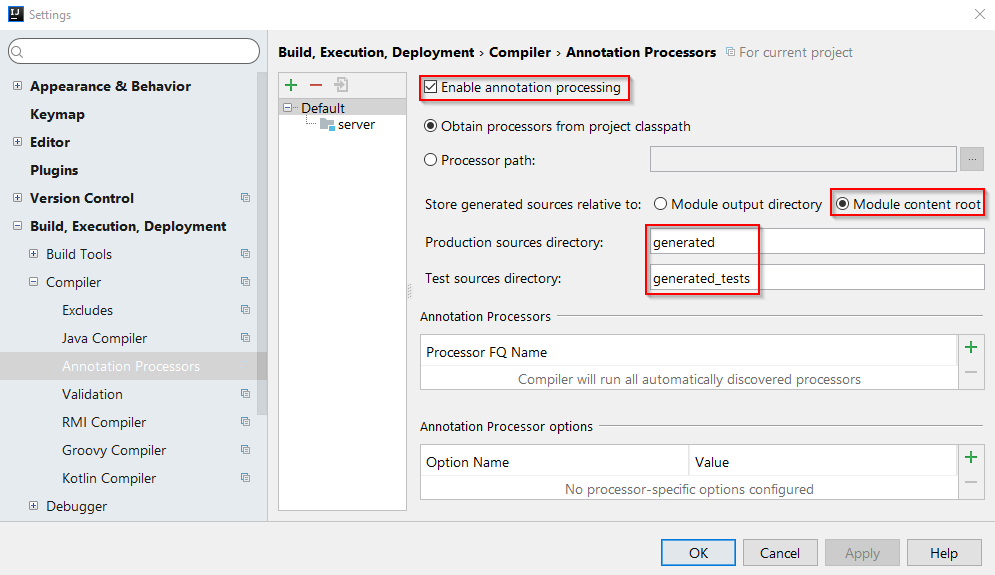 Settings
Build, Execution, Deployment › Compiler › Annotation Processors For current project
Appearance & Behavior
Keymap
Editor
Plugins
Version Control
Build, Execution, Deployment
Build Tools
Compiler
Excludes
Java Compiler
Annotation Processors
Validation
RMI Compiler
Groovy Compiler
Kotlin Compiler
Debugger
Default
server
Enable annotation processing
Obtain processors from project classpath
Processor path:
...
Store generated sources relative to: Module output directory Module content root
Production sources directory: generated
Test sources directory: generated_tests
Annotation Processors
Processor FQ Name
Compiler will run all automatically discovered processors
Annotation Processor options
Option Name Value
No processor-specific options configured
OK Cancel Apply Help